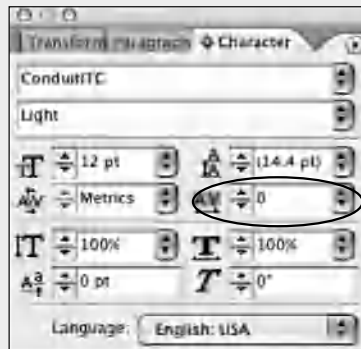 Transform Paragraph Character
ConduitITC
Light
12 pt (14.4 pt)
Metrics 0
100% 100%
0 pt 0°
Language: English: USA